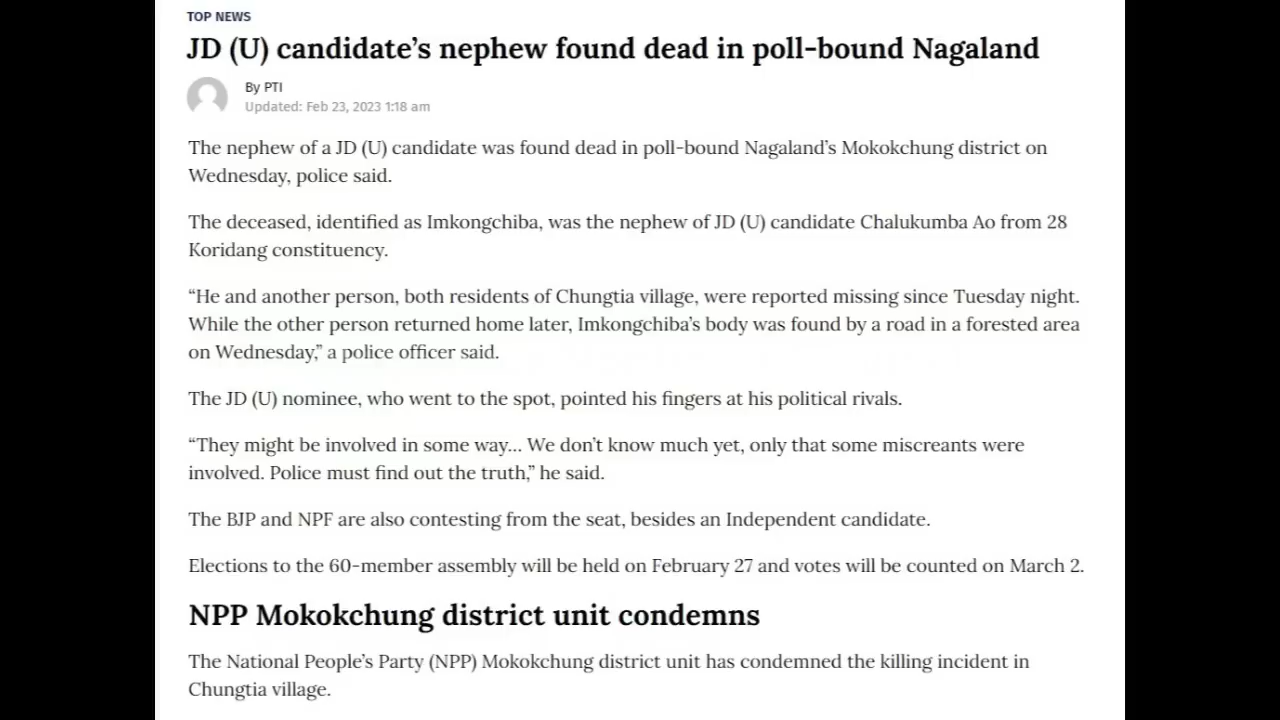 TOP NEWS
JD (U) candidate’s nephew found dead in poll-bound Nagaland
By PTI
Updated: Feb 23, 2023 1:18 am
The nephew of a JD (U) candidate was found dead in poll-bound Nagaland’s Mokokchung district on
Wednesday, police said.
The deceased, identified as Imkongchiba, was the nephew of JD (U) candidate Chalukumba Ao from 28
Koridang constituency.
“He and another person, both residents of Chungtia village, were reported missing since Tuesday night.
While the other person returned home later, Imkongchiba’s body was found by a road in a forested area
on Wednesday,” a police officer said.
The JD (U) nominee, who went to the spot, pointed his fingers at his political rivals.
“They might be involved in some way… We don’t know much yet, only that some miscreants were
involved. Police must find out the truth,” he said.
The BJP and NPF are also contesting from the seat, besides an Independent candidate.
Elections to the 60-member assembly will be held on February 27 and votes will be counted on March 2.
NPP Mokokchung district unit condemns
The National People’s Party (NPP) Mokokchung district unit has condemned the killing incident in
Chungtia village.